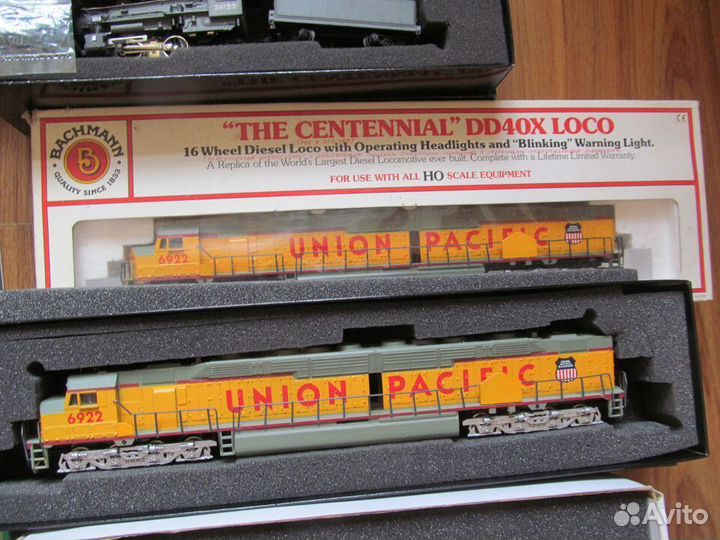 BACHMANN
B
QUALITY SINCE 1833
"THE CENTENNIAL" DD40X LOCO
16 Wheel Diesel Loco with Operating Headlights and "Blinking" Warning Light.
A Replica of the World's Largest Diesel Locomotive ever built. Complete with a Lifetime Limited Warranty.
FOR USE WITH ALL HO SCALE EQUIPMENT
CE
6922
UNION PACIFIC
6922
UNION PACIFIC
Avito